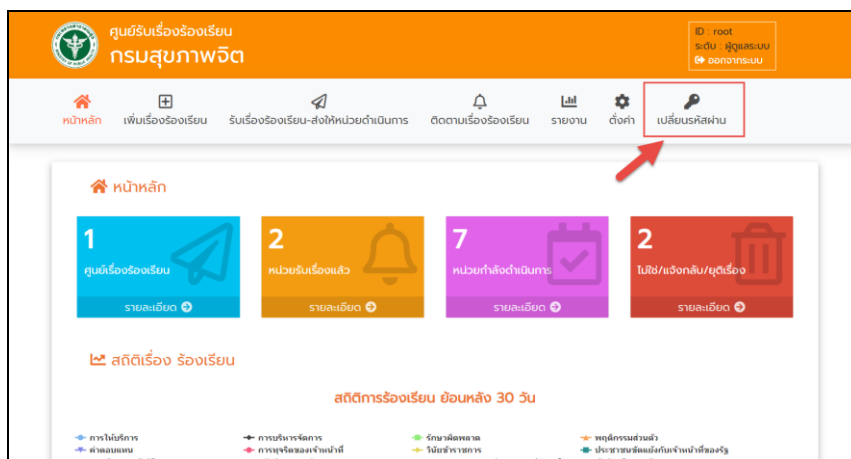 ศูนย์รับเรื่องร้องเรียน
กรมสุขภาพจิต
ID : root
ระดับ : ผู้ดูแลระบบ
ออกจากระบบ
หน้าหลัก เพิ่มเรื่องร้องเรียน รับเรื่องร้องเรียน-ส่งให้หน่วยดำเนินการ ติดตามเรื่องร้องเรียน รายงาน ตั้งค่า เปลี่ยนรหัสผ่าน
หน้าหลัก
1 2 7 2
ศูนย์เรื่องร้องเรียน หน่วยรับเรื่องแล้ว หน่วยกำลังดำเนินการ ไม่ใช่/แจ้งกลับ/ยุติเรื่อง
รายละเอียด รายละเอียด รายละเอียด รายละเอียด
สถิติเรื่อง ร้องเรียน
สถิติการร้องเรียน ย้อนหลัง 30 วัน
การให้บริการ การบริหารจัดการ รักษาผิดพลาด พฤติกรรมส่วนตัว
ค่าตอบแทน การทุจริตของเจ้าหน้าที่ วินัยข้าราชการ ประชาชนขัดแย้งกับเจ้าหน้าที่ของรัฐ